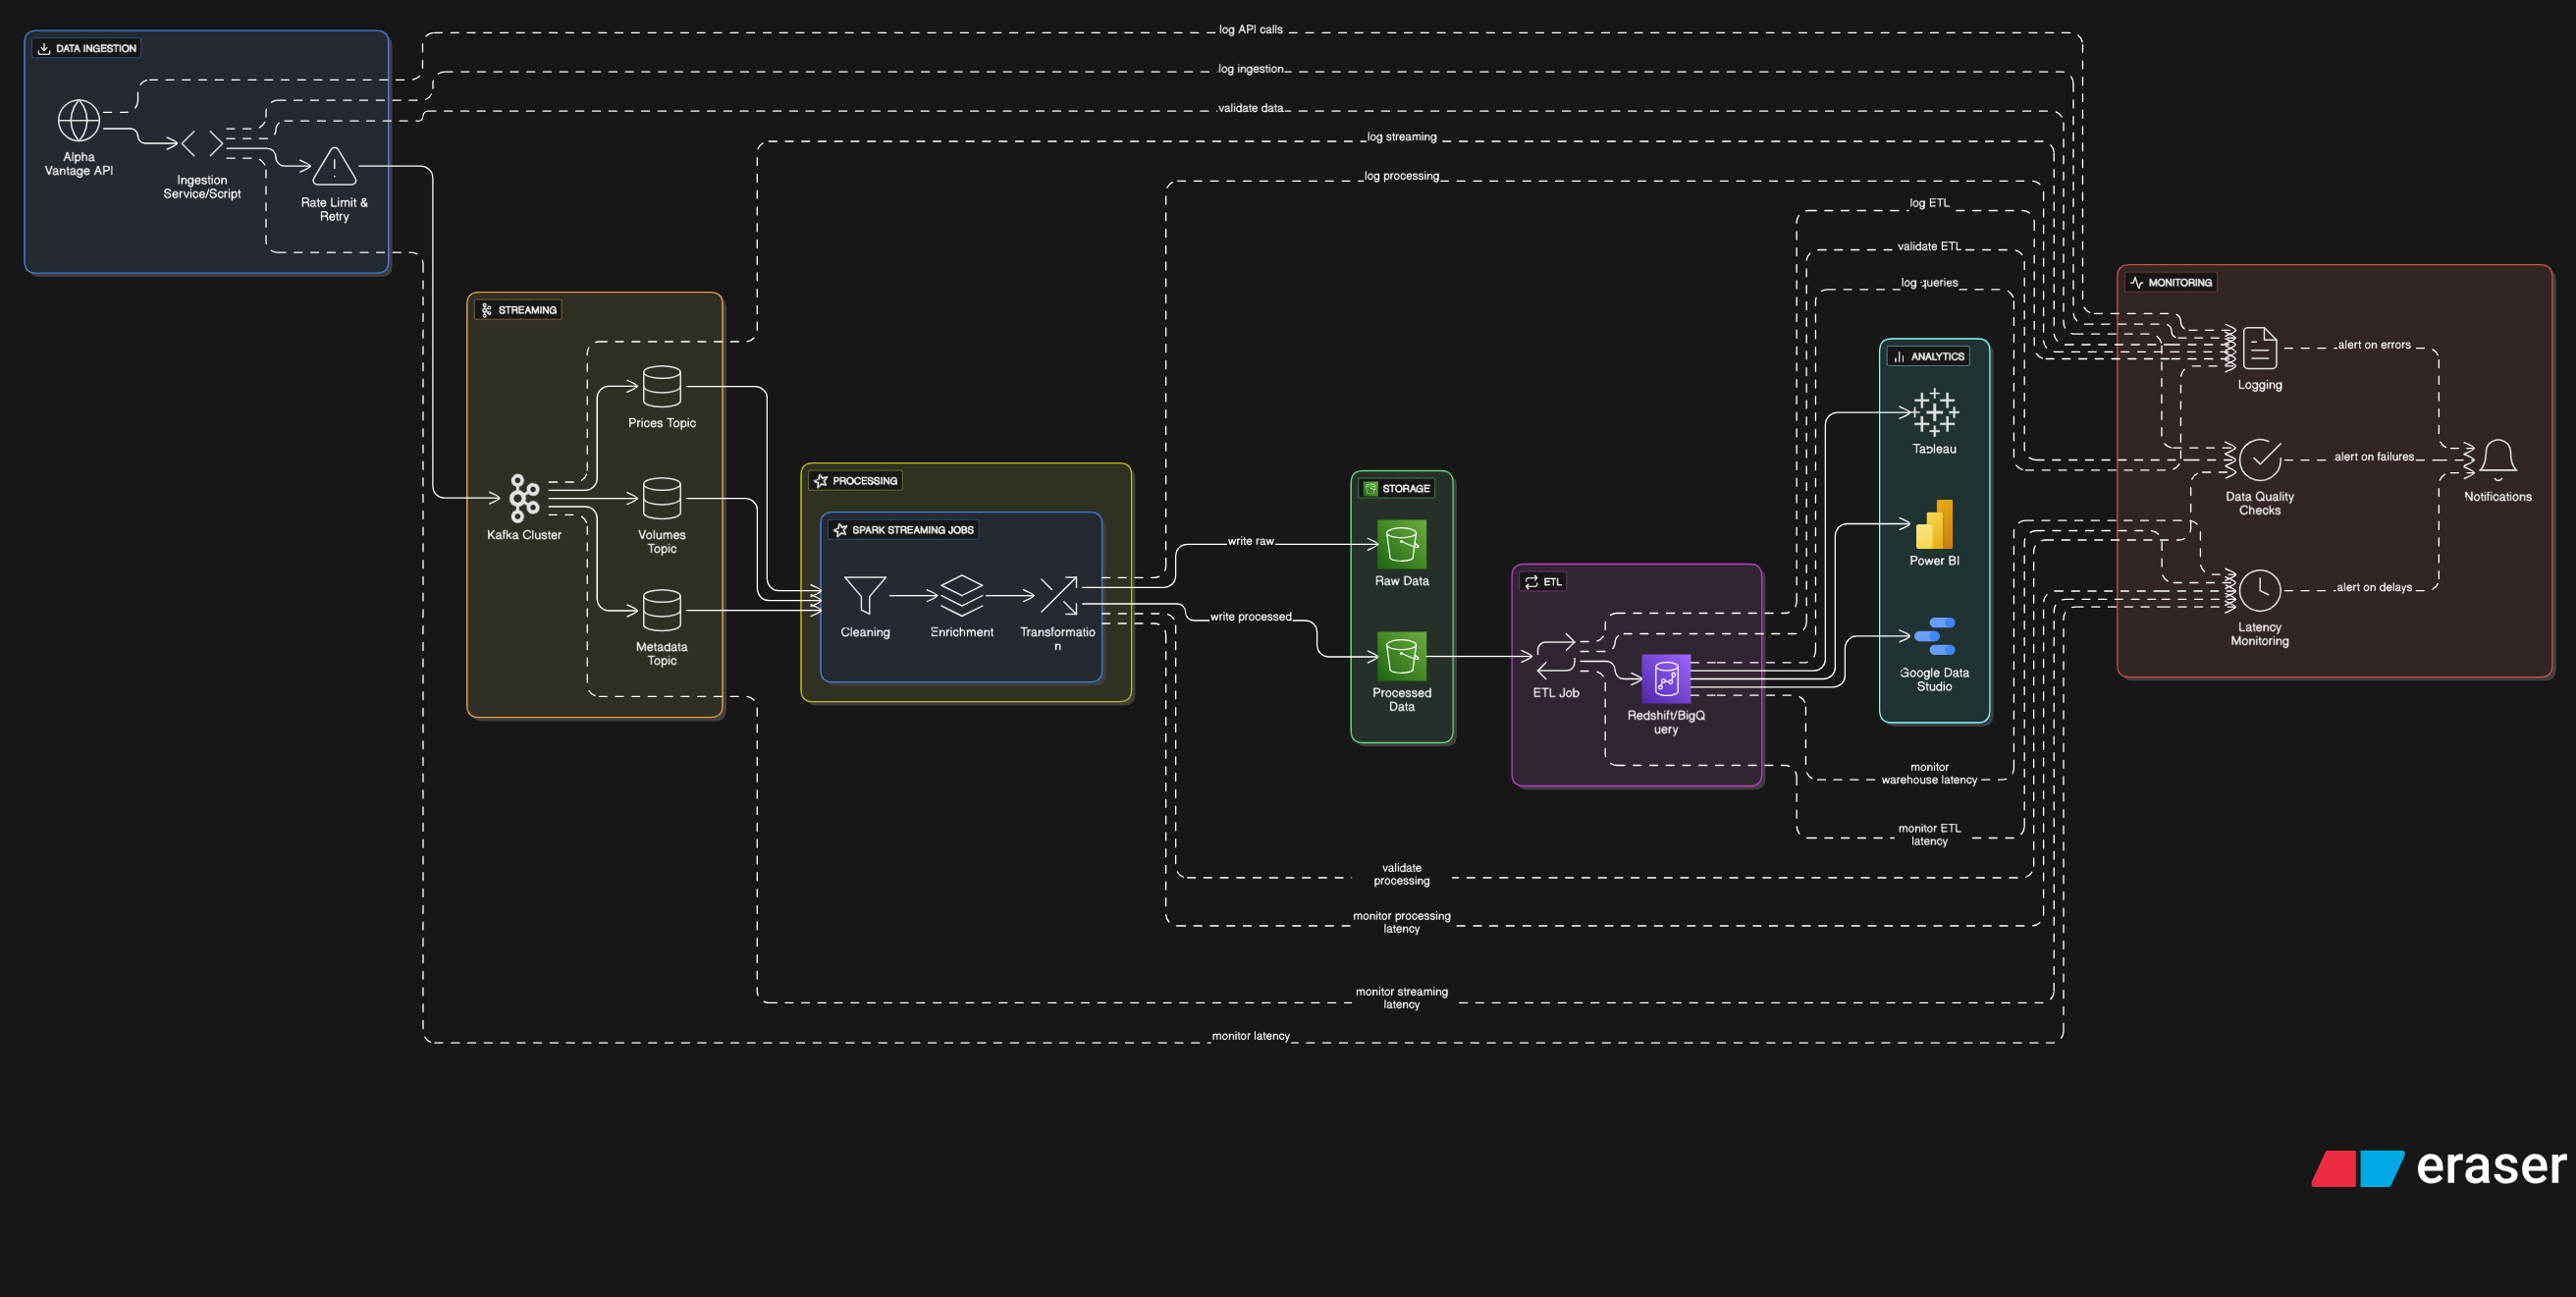 DATA INGESTION
Alpha
Vantage API
Ingestion
Service/Script
Rate Limit &
Retry
log API calls
log ingestion
validate data
log streaming
log processing
log ETL
validate ETL
log queries
STREAMING
Kafka Cluster
Prices Topic
Volumes
Topic
Metadata
Topic
PROCESSING
SPARK STREAMING JOBS
Cleaning
Enrichment
Transformatio
n
write raw
write processed
STORAGE
Raw Data
Processed
Data
ETL
ETL Job
Redshift/BigQ
uery
ANALYTICS
Tableau
Power BI
Google Data
Studio
monitor
warehouse latency
monitor ETL
latency
validate
processing
monitor processing
latency
monitor streaming
latency
monitor latency
MONITORING
Logging
Data Quality
Checks
Latency
Monitoring
alert on errors
alert on failures
alert on delays
Notifications
eraser